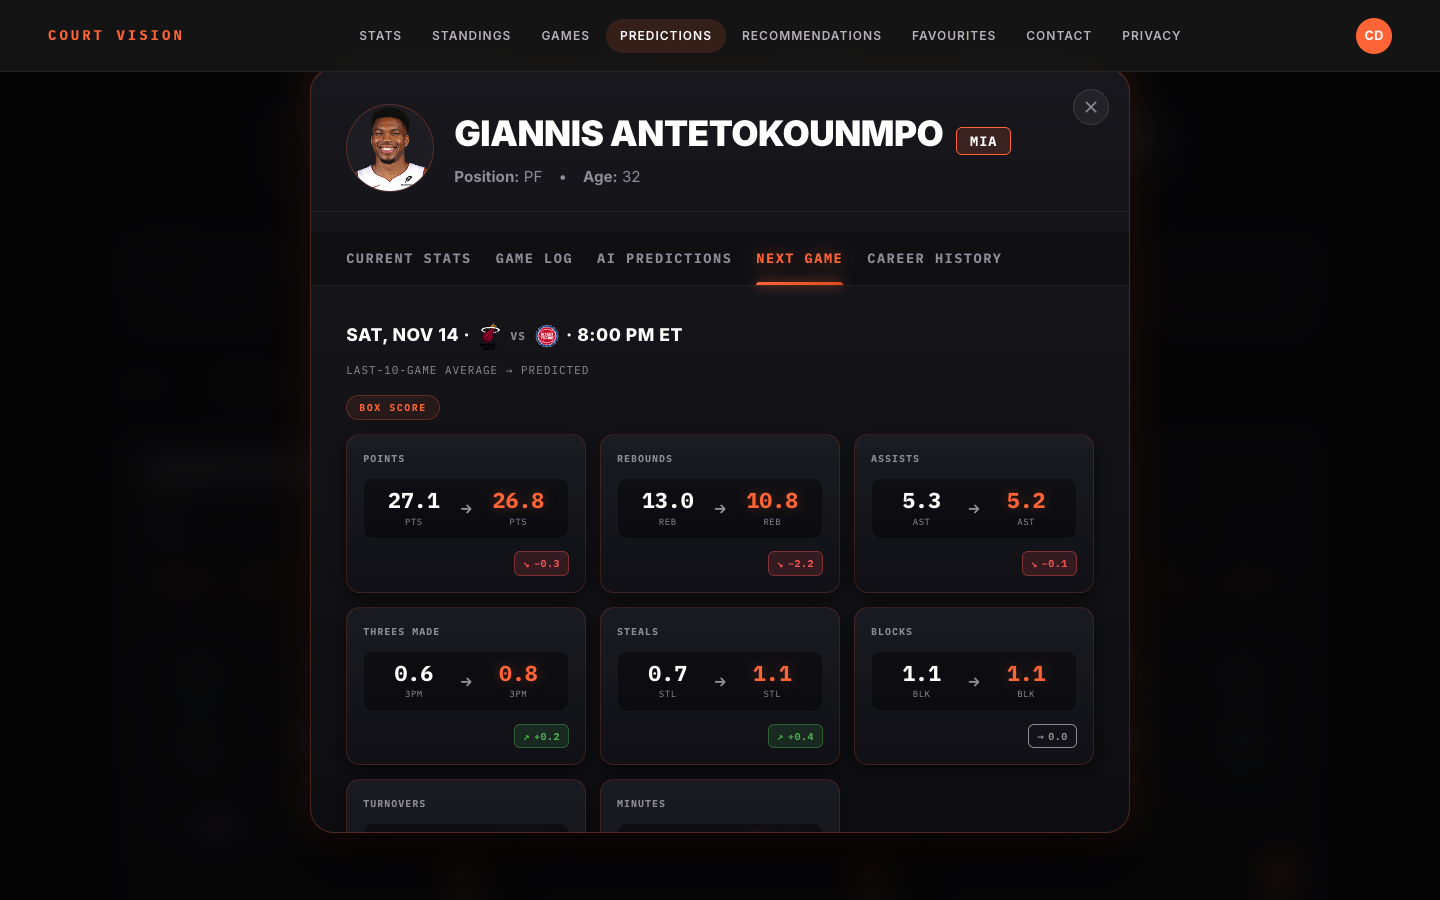 COURT VISION
STATS STANDINGS GAMES PREDICTIONS RECOMMENDATIONS FAVOURITES CONTACT PRIVACY
CD
GIANNIS ANTETOKOUNMPO MIA
Position: PF • Age: 32
CURRENT STATS GAME LOG AI PREDICTIONS NEXT GAME CAREER HISTORY
SAT, NOV 14 · VS · 8:00 PM ET
LAST-10-GAME AVERAGE → PREDICTED
BOX SCORE
POINTS
27.1 → 26.8
PTS PTS
↘ −0.3
REBOUNDS
13.0 → 10.8
REB REB
↘ −2.2
ASSISTS
5.3 → 5.2
AST AST
↘ −0.1
THREES MADE
0.6 → 0.8
3PM 3PM
↗ +0.2
STEALS
0.7 → 1.1
STL STL
↗ +0.4
BLOCKS
1.1 → 1.1
BLK BLK
→ 0.0
TURNOVERS
MINUTES